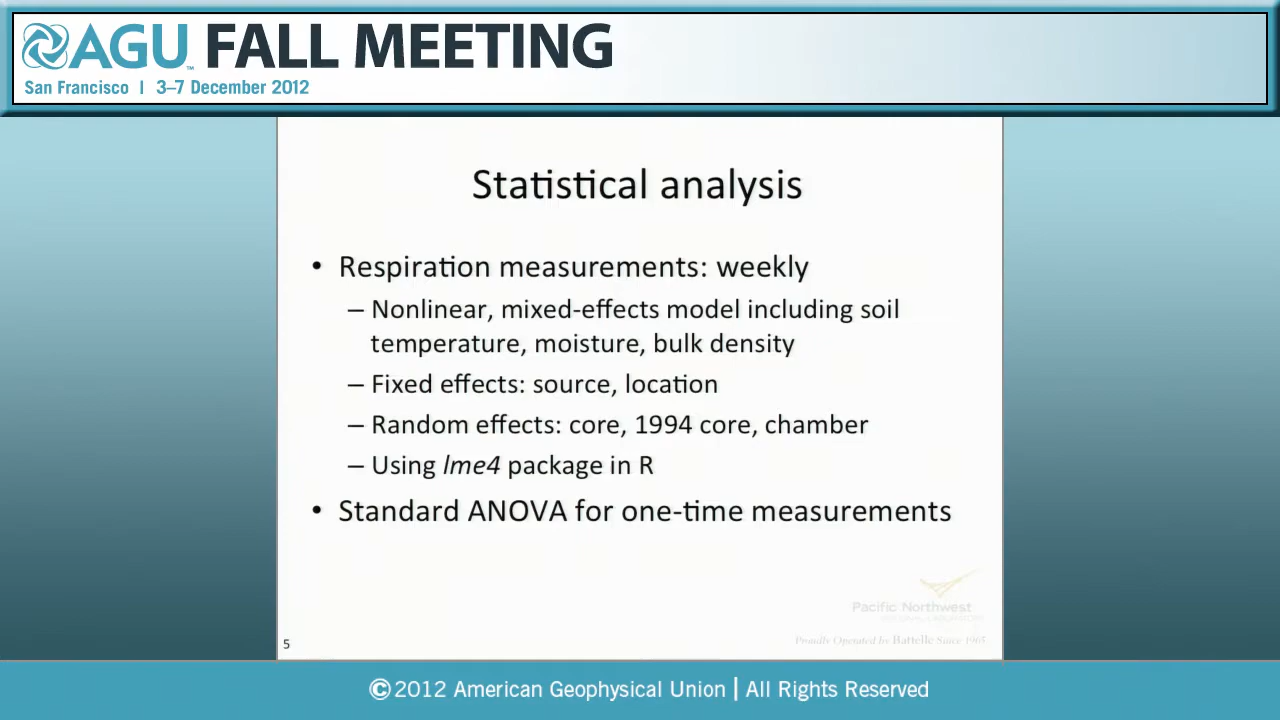 AGU FALL MEETING
San Francisco | 3–7 December 2012
Statistical analysis
• Respiration measurements: weekly
– Nonlinear, mixed-effects model including soil
temperature, moisture, bulk density
– Fixed effects: source, location
– Random effects: core, 1994 core, chamber
– Using lme4 package in R
• Standard ANOVA for one-time measurements
Pacific Northwest
Proudly Operated by Battelle Since 1965
5
©2012 American Geophysical Union | All Rights Reserved